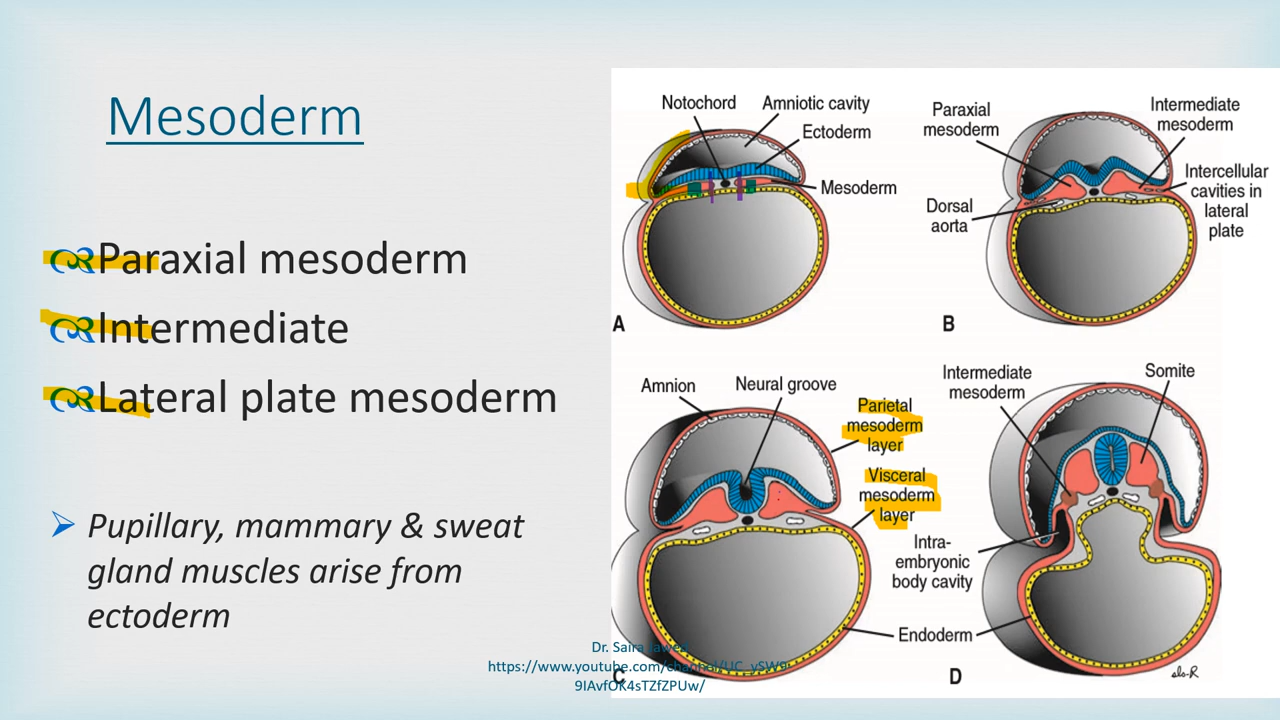 Mesoderm
Paraxial mesoderm
Intermediate
Lateral plate mesoderm
Pupillary, mammary & sweat
gland muscles arise from
ectoderm
Notochord
Amniotic cavity
Ectoderm
Mesoderm
A
Paraxial
mesoderm
Intermediate
mesoderm
Intercellular
cavities in
lateral
plate
Dorsal
aorta
B
Amnion
Neural groove
Parietal
mesoderm
layer
Visceral
mesoderm
layer
C
Intermediate
mesoderm
Somite
Intra-
embryonic
body cavity
Endoderm
D
als-R
Dr. Saira